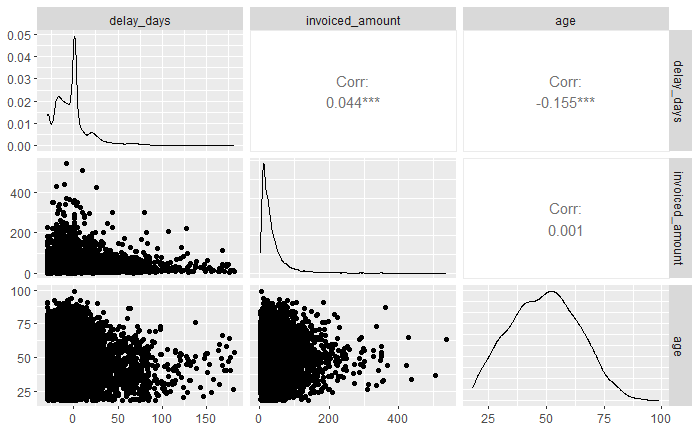 delay_days invoiced_amount age
0.05
0.04
0.03
0.02
0.01
0.00
Corr:
0.044***
Corr:
-0.155***
delay_days
400
200
0
Corr:
0.001
invoiced_amount
100
75
50
25
age
0 50 100 150
0 200 400
25 50 75 100